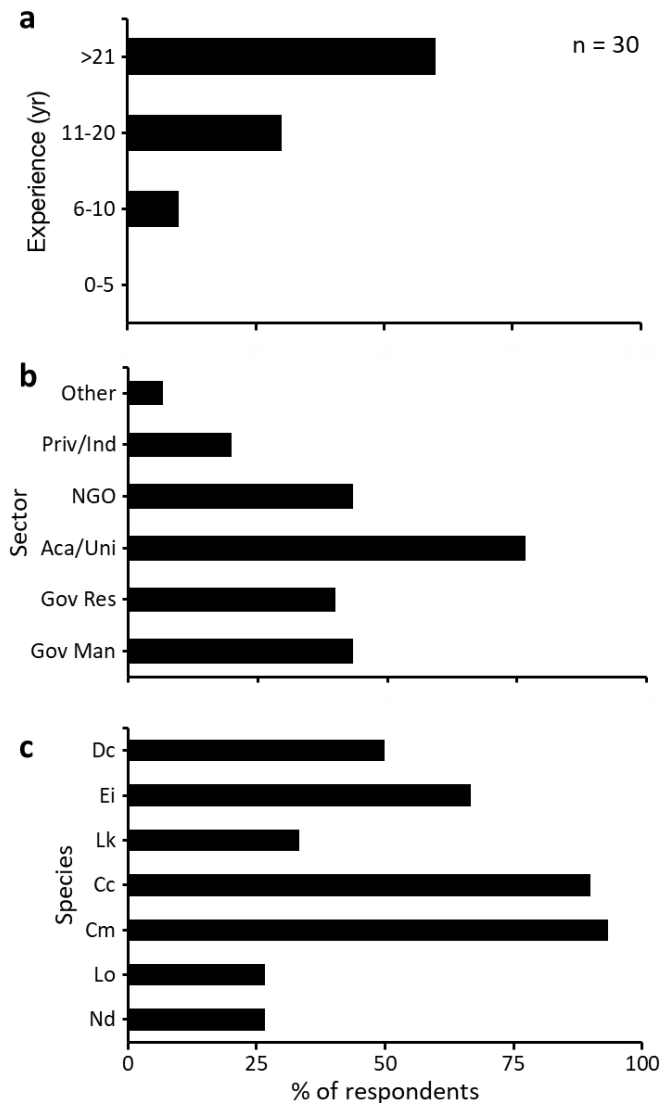 a
n = 30
Experience (yr)
>21
11-20
6-10
0-5
b
Sector
Other
Priv/Ind
NGO
Aca/Uni
Gov Res
Gov Man
c
Species
Dc
Ei
Lk
Cc
Cm
Lo
Nd
0 25 50 75 100
% of respondents